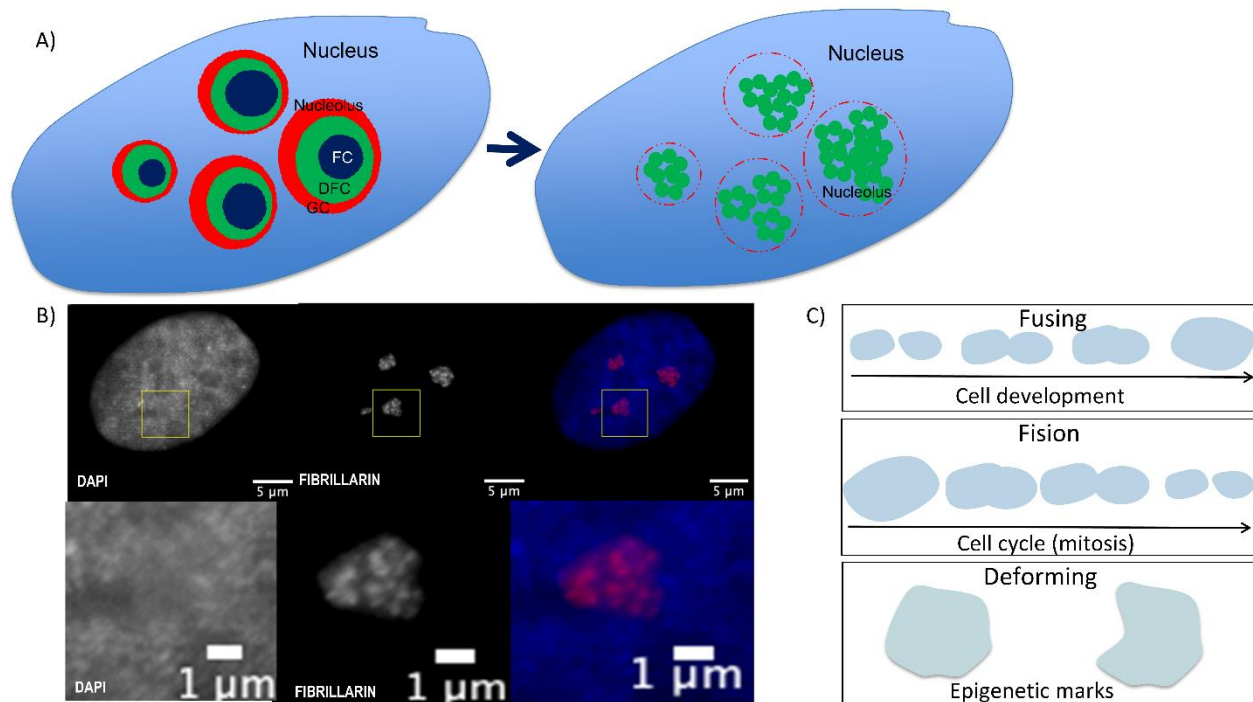 A)
Nucleus
Nucleolus
FC
DFC
GC
Nucleus
Nucleolus
B)
DAPI
5 µm
FIBRILLARIN
5 µm
5 µm
DAPI
1 µm
FIBRILLARIN
1 µm
1 µm
C)
Fusing
Cell development
Fision
Cell cycle (mitosis)
Deforming
Epigenetic marks